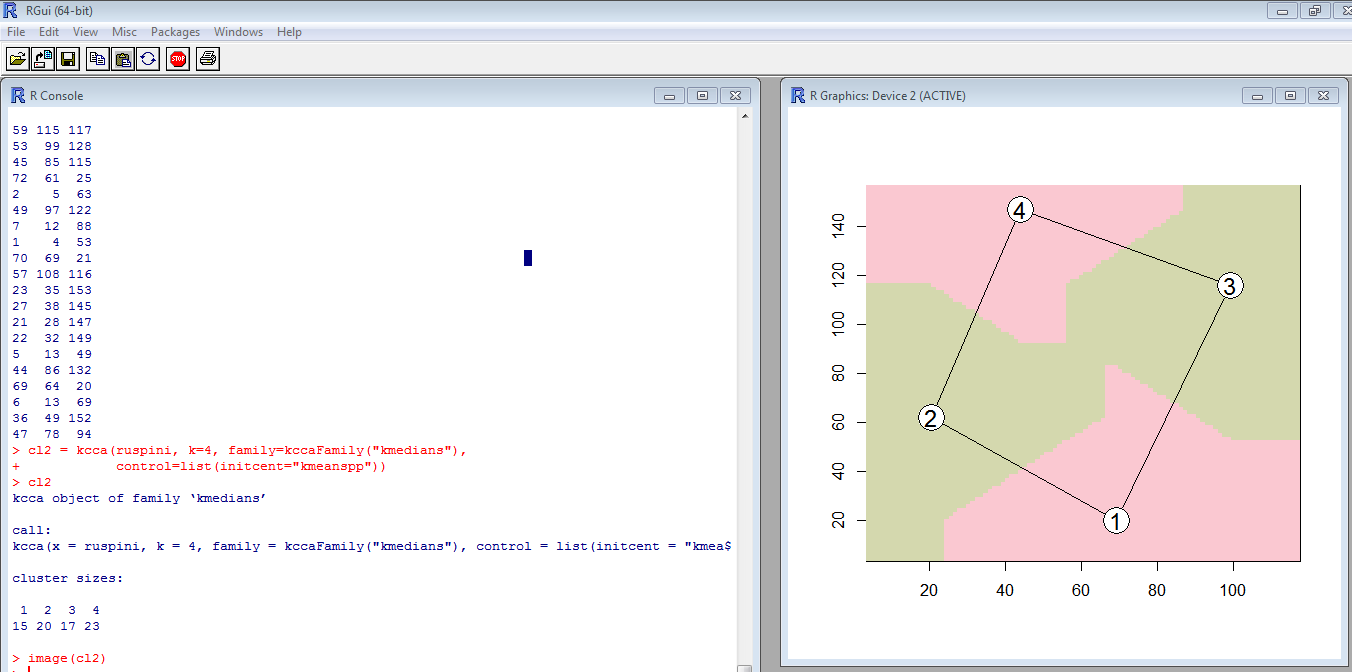 RGui (64-bit)
File Edit View Misc Packages Windows Help
STOP
R Console
59 115 117
53  99 128
45  85 115
72  61  25
2    5  63
49  97 122
7   12  88
1    4  53
70  69  21
57 108 116
23  35 153
27  38 145
21  28 147
22  32 149
5   13  49
44  86 132
69  64  20
6   13  69
36  49 152
47  78  94
> cl2 = kcca(ruspini, k=4, family=kccaFamily("kmedians"),
+            control=list(initcent="kmeanspp"))
> cl2
kcca object of family ‘kmedians’
call:
kcca(x = ruspini, k = 4, family = kccaFamily("kmedians"), control = list(initcent = "kmea$
cluster sizes:
 1  2  3  4
15 20 17 23
> image(cl2)
>
R Graphics: Device 2 (ACTIVE)
140
120
100
80
60
40
20
4
3
2
1
20 40 60 80 100